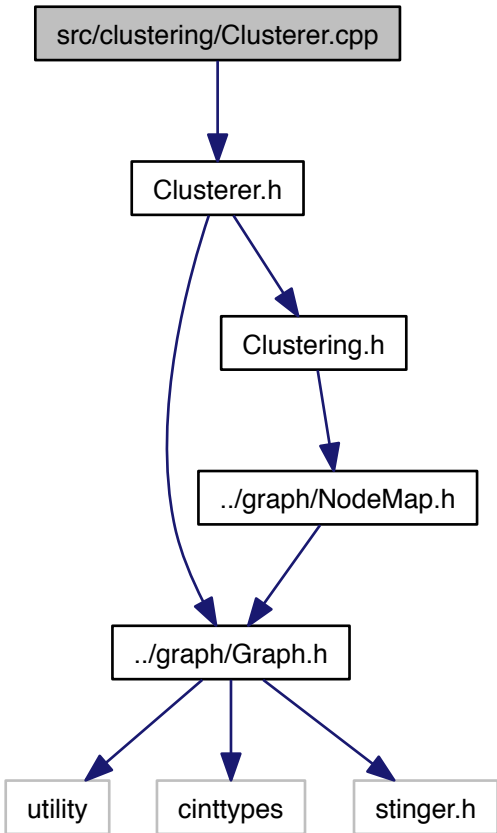 src/clustering/Clusterer.cpp
Clusterer.h
Clustering.h
../graph/NodeMap.h
../graph/Graph.h
utility
cinttypes
stinger.h